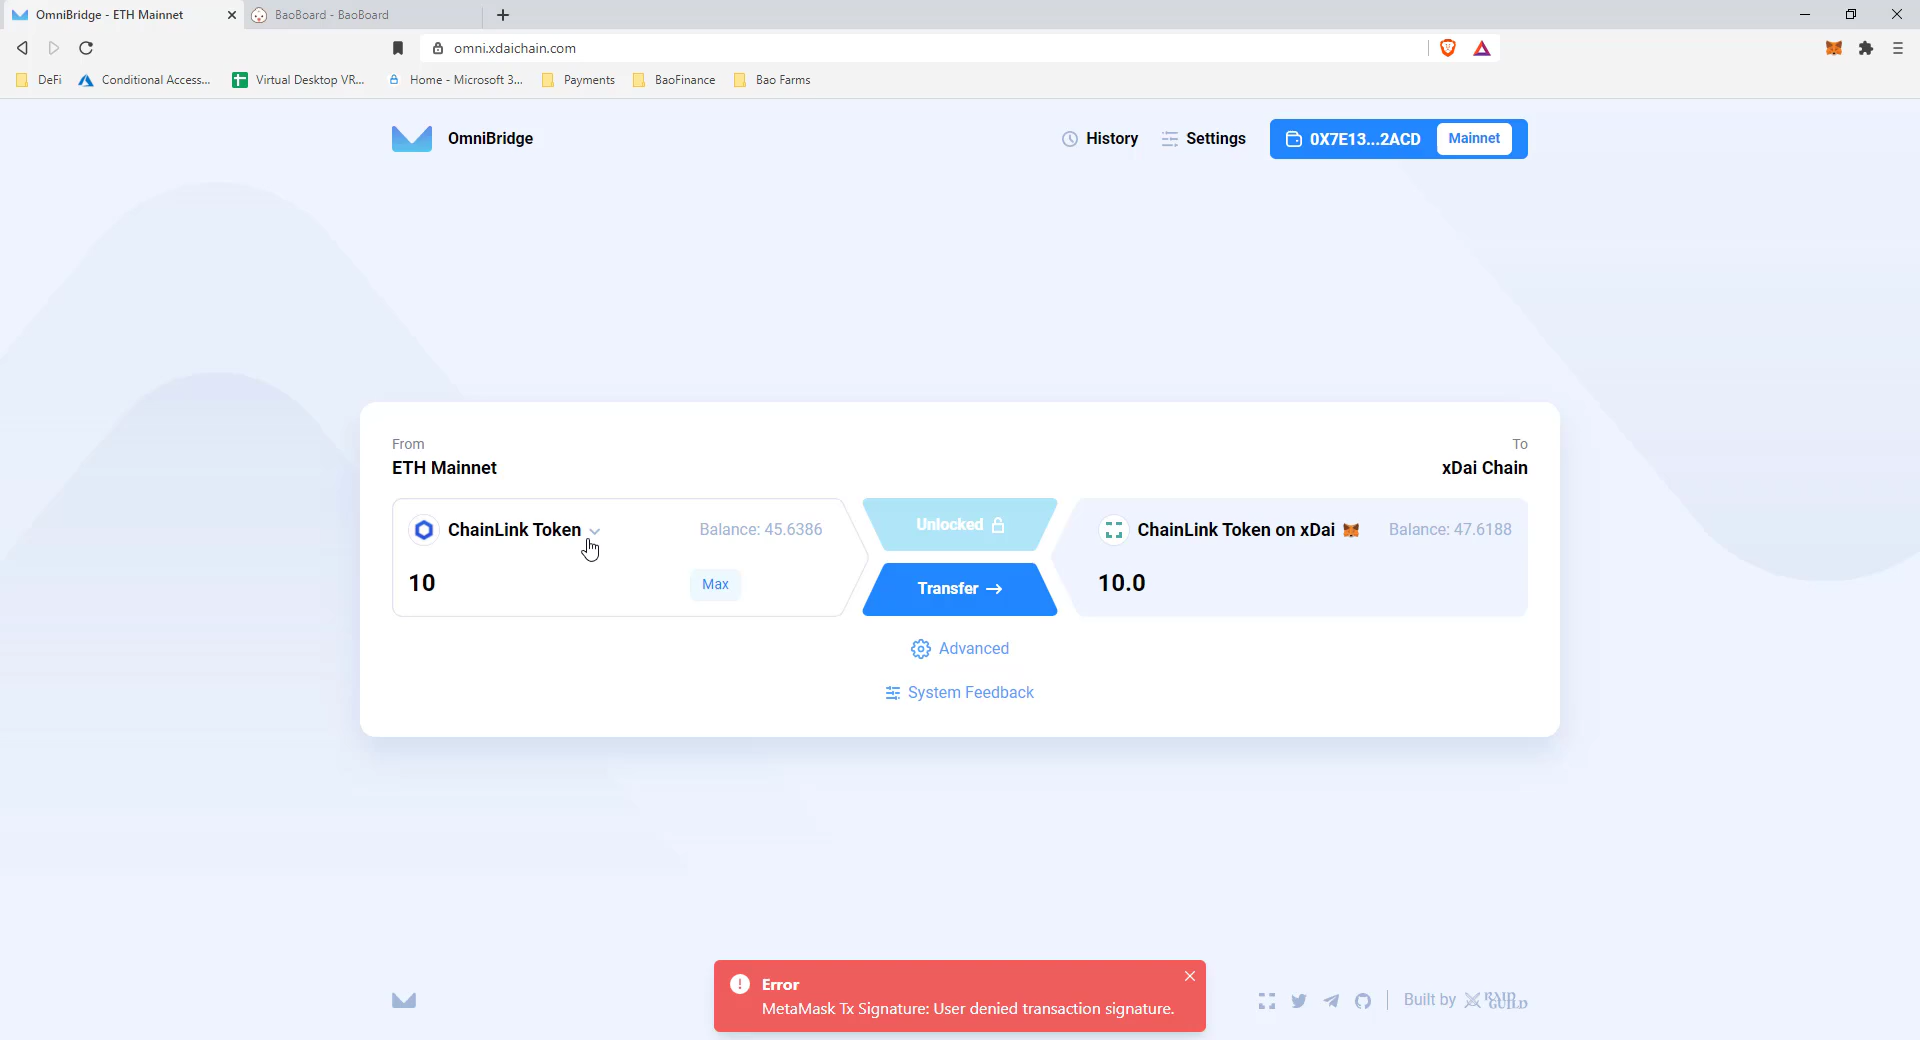 OmniBridge - ETH Mainnet
BaoBoard - BaoBoard
omni.xdaichain.com
DeFi
Conditional Access...
Virtual Desktop VR...
Home - Microsoft 3...
Payments
BaoFinance
Bao Farms
OmniBridge
History
Settings
0X7E13...2ACD
Mainnet
From
To
ETH Mainnet
xDai Chain
ChainLink Token
Balance: 45.6386
Unlocked
ChainLink Token on xDai
Balance: 47.6188
10
Max
Transfer →
10.0
Advanced
System Feedback
Error
MetaMask Tx Signature: User denied transaction signature.
Built by
RAID GUILD